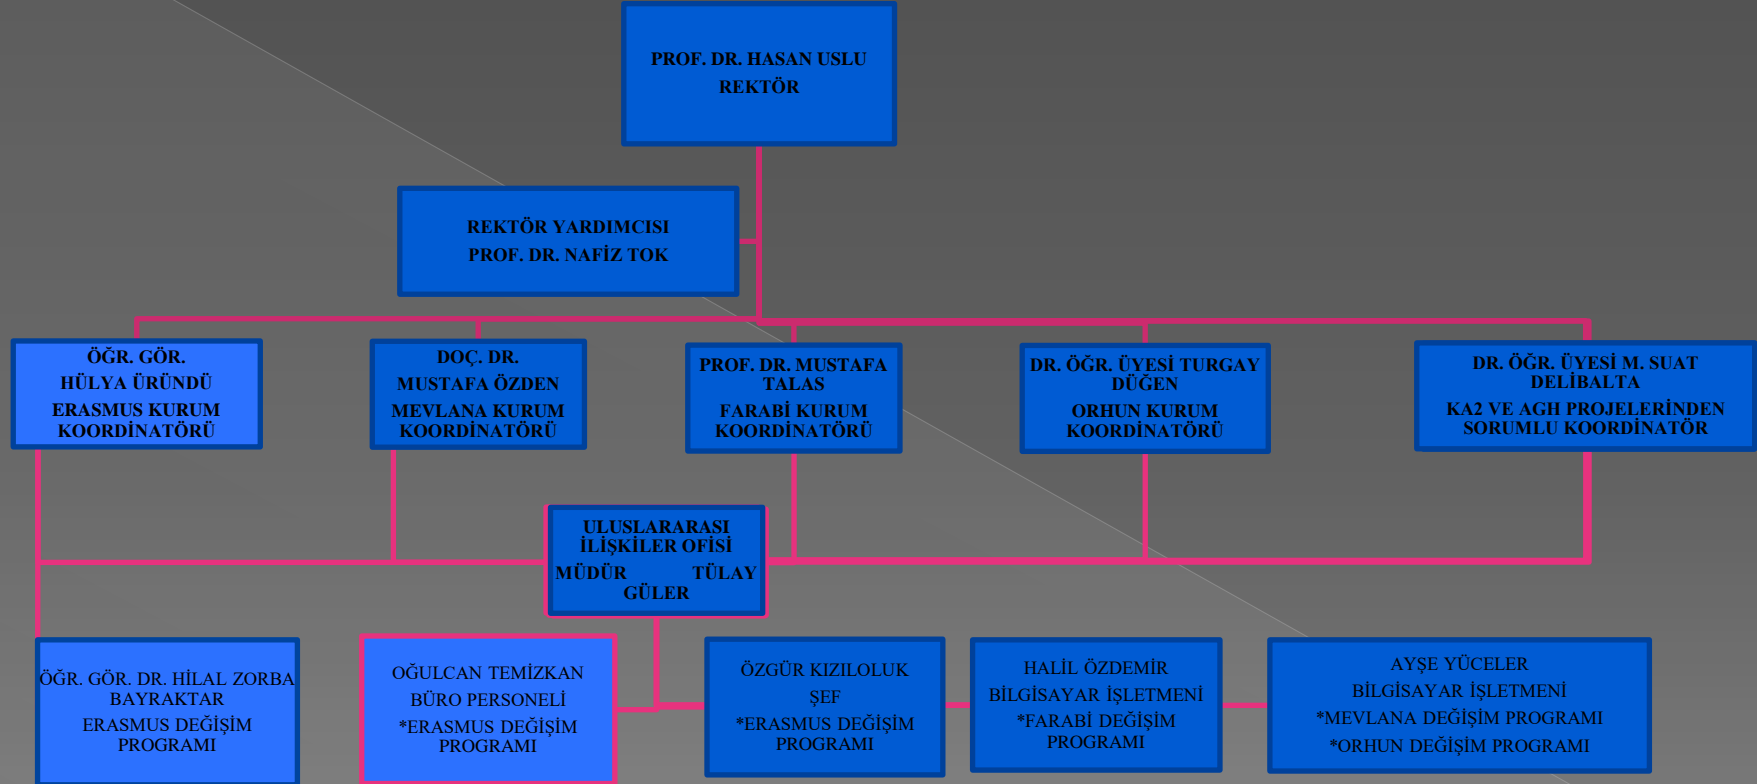 PROF. DR. HASAN USLU
REKTÖR
REKTÖR YARDIMCISI
PROF. DR. NAFİZ TOK
ÖĞR. GÖR.
HÜLYA ÜRÜNDÜ
ERASMUS KURUM
KOORDİNATÖRÜ
DOÇ. DR.
MUSTAFA ÖZDEN
MEVLANA KURUM
KOORDİNATÖRÜ
PROF. DR. MUSTAFA
TALAS
FARABİ KURUM
KOORDİNATÖRÜ
DR. ÖĞR. ÜYESİ TURGAY
DÜĞEN
ORHUN KURUM
KOORDİNATÖRÜ
DR. ÖĞR. ÜYESİ M. SUAT
DELİBALTA
KA2 VE AGH PROJELERİNDEN
SORUMLU KOORDİNATÖR
ULUSLARARASI
İLİŞKİLER OFİSİ
MÜDÜR TÜLAY
GÜLER
ÖĞR. GÖR. DR. HİLAL ZORBA
BAYRAKTAR
ERASMUS DEĞİŞİM
PROGRAMI
OĞULCAN TEMİZKAN
BÜRO PERSONELİ
*ERASMUS DEĞİŞİM
PROGRAMI
ÖZGÜR KIZILOLUK
ŞEF
*ERASMUS DEĞİŞİM
PROGRAMI
HALİL ÖZDEMİR
BİLGİSAYAR İŞLETMENİ
*FARABİ DEĞİŞİM
PROGRAMI
AYŞE YÜCELER
BİLGİSAYAR İŞLETMENİ
*MEVLANA DEĞİŞİM PROGRAMI
*ORHUN DEĞİŞİM PROGRAMI